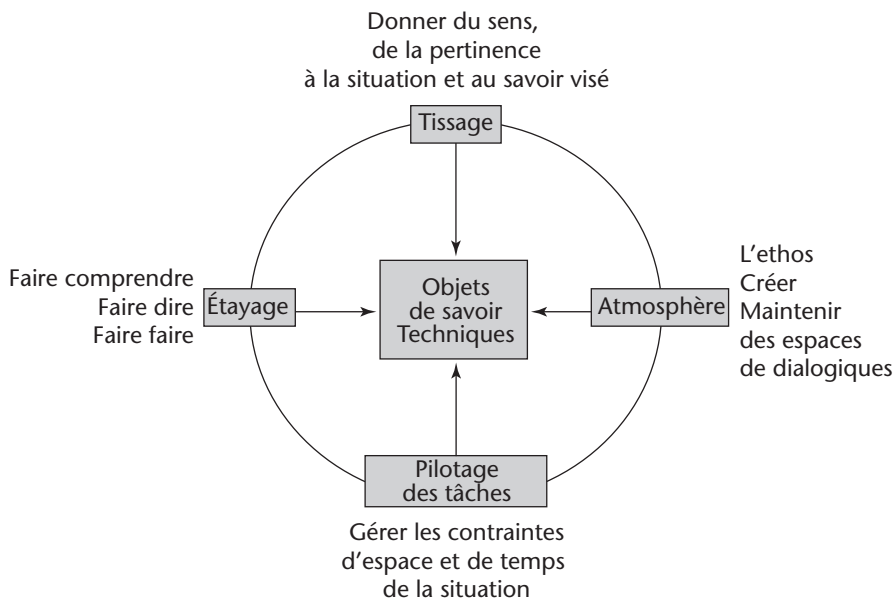 Donner du sens,
de la pertinence
à la situation et au savoir visé
Tissage
Faire comprendre
Faire dire
Faire faire
Étayage
Objets
de savoir
Techniques
Atmosphère
L'ethos
Créer
Maintenir
des espaces
de dialogiques
Pilotage
des tâches
Gérer les contraintes
d'espace et de temps
de la situation